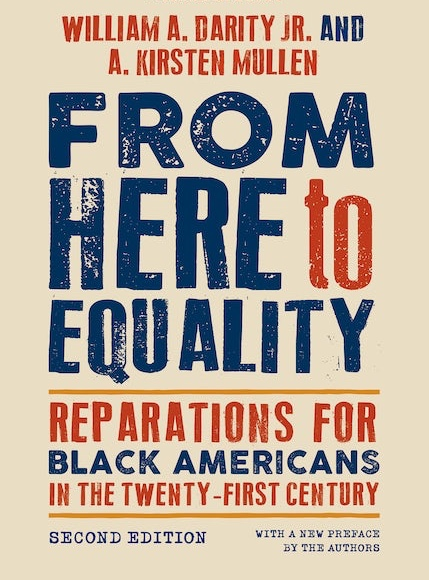 WILLIAM A. DARITY JR. AND
A. KIRSTEN MULLEN
FROM
HERE to
EQUALITY
REPARATIONS FOR
BLACK AMERICANS
IN THE TWENTY-FIRST CENTURY
SECOND EDITION
WITH A NEW PREFACE
BY THE AUTHORS